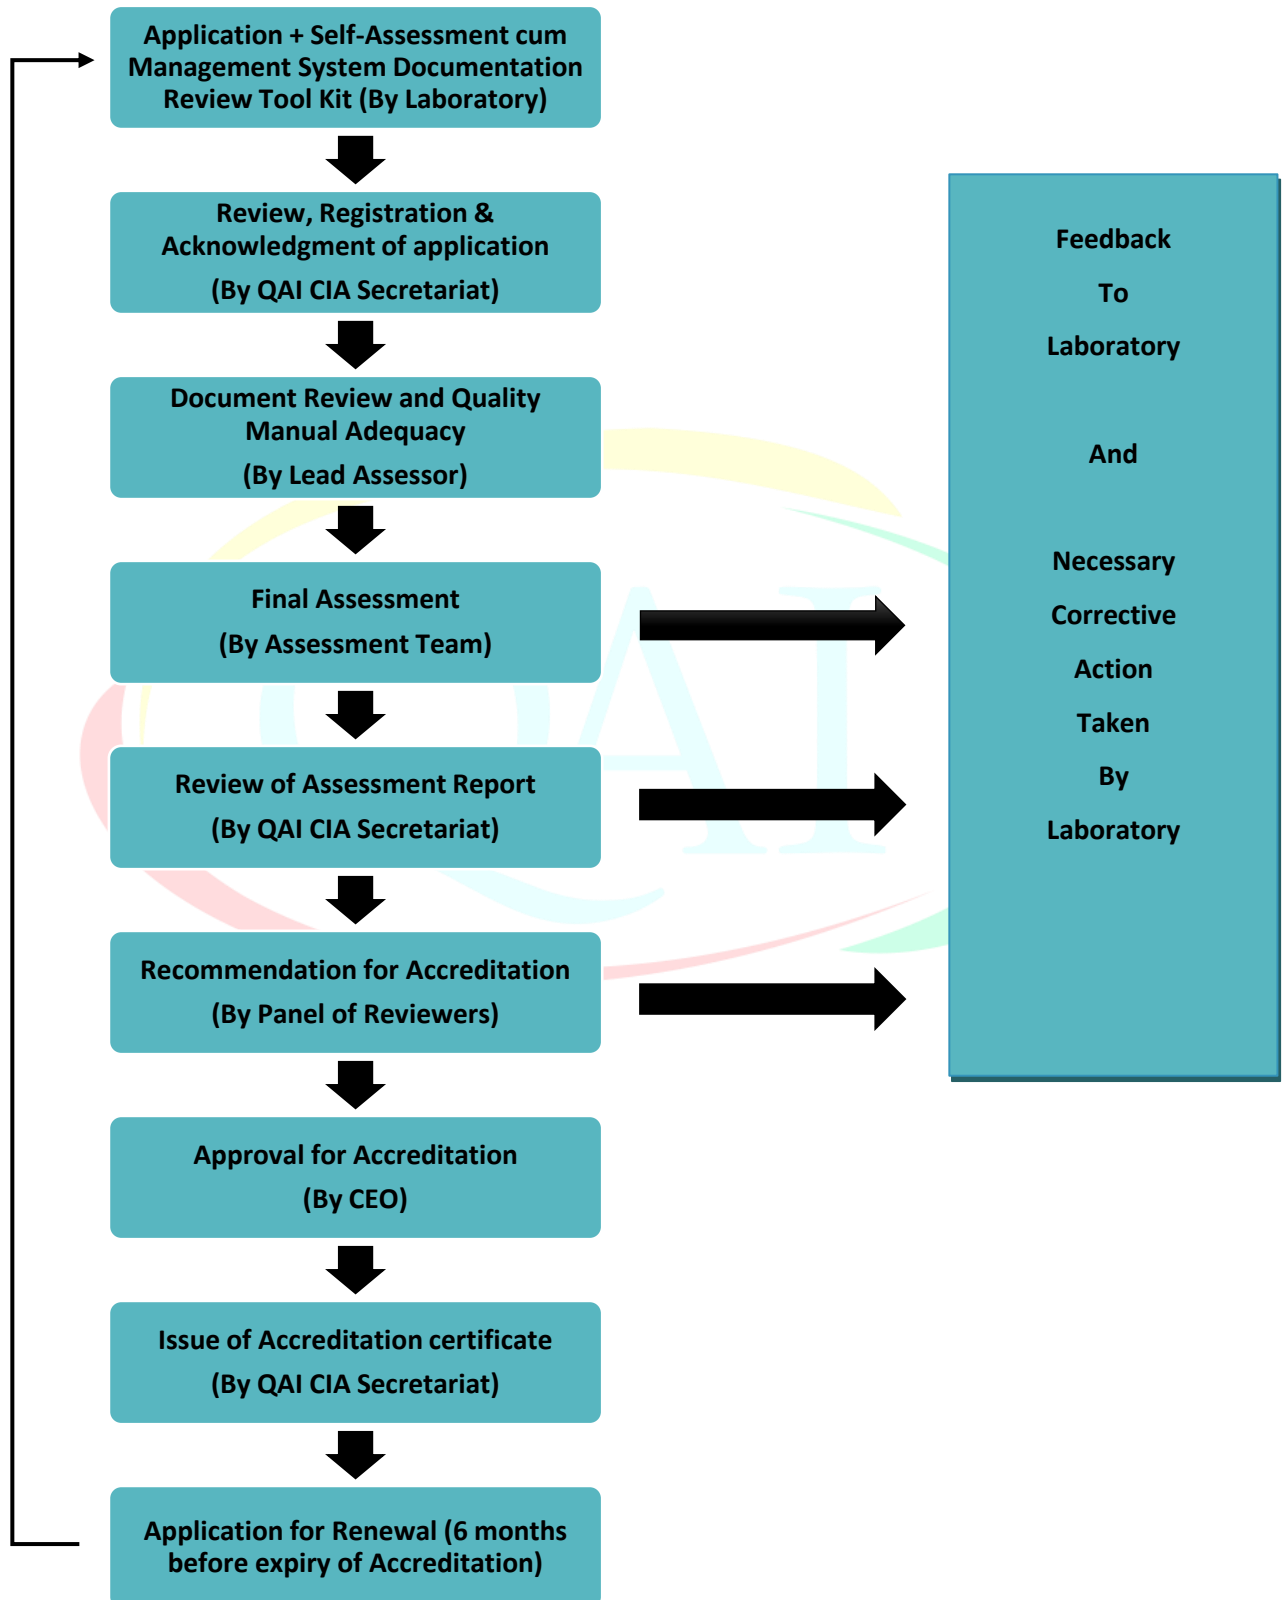 Application + Self-Assessment cum
Management System Documentation
Review Tool Kit (By Laboratory)
Review, Registration &
Acknowledgment of application
(By QAI CIA Secretariat)
Document Review and Quality
Manual Adequacy
(By Lead Assessor)
Final Assessment
(By Assessment Team)
Review of Assessment Report
(By QAI CIA Secretariat)
Recommendation for Accreditation
(By Panel of Reviewers)
Approval for Accreditation
(By CEO)
Issue of Accreditation certificate
(By QAI CIA Secretariat)
Application for Renewal (6 months
before expiry of Accreditation)
Feedback
To
Laboratory
And
Necessary
Corrective
Action
Taken
By
Laboratory
QAI